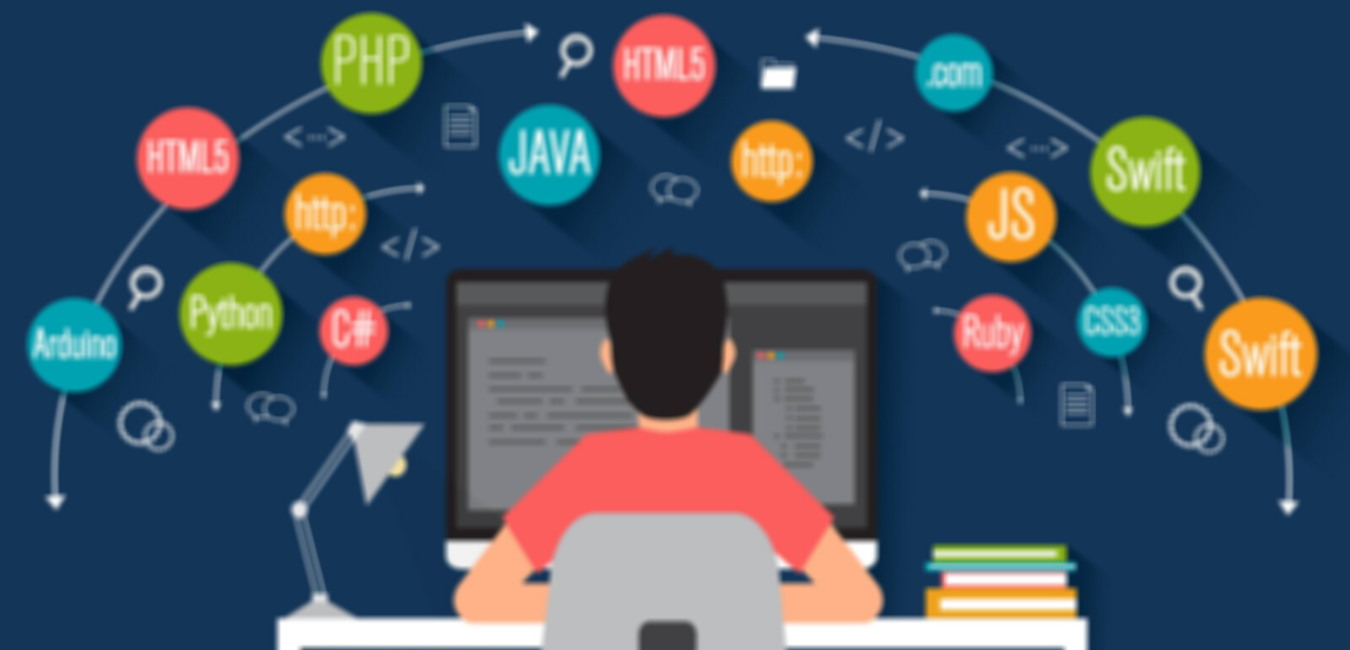 PHP
HTML5
.com
HTML5
JAVA
http:
Swift
http:
JS
Python
C#
Arduino
Ruby
CSS3
Swift